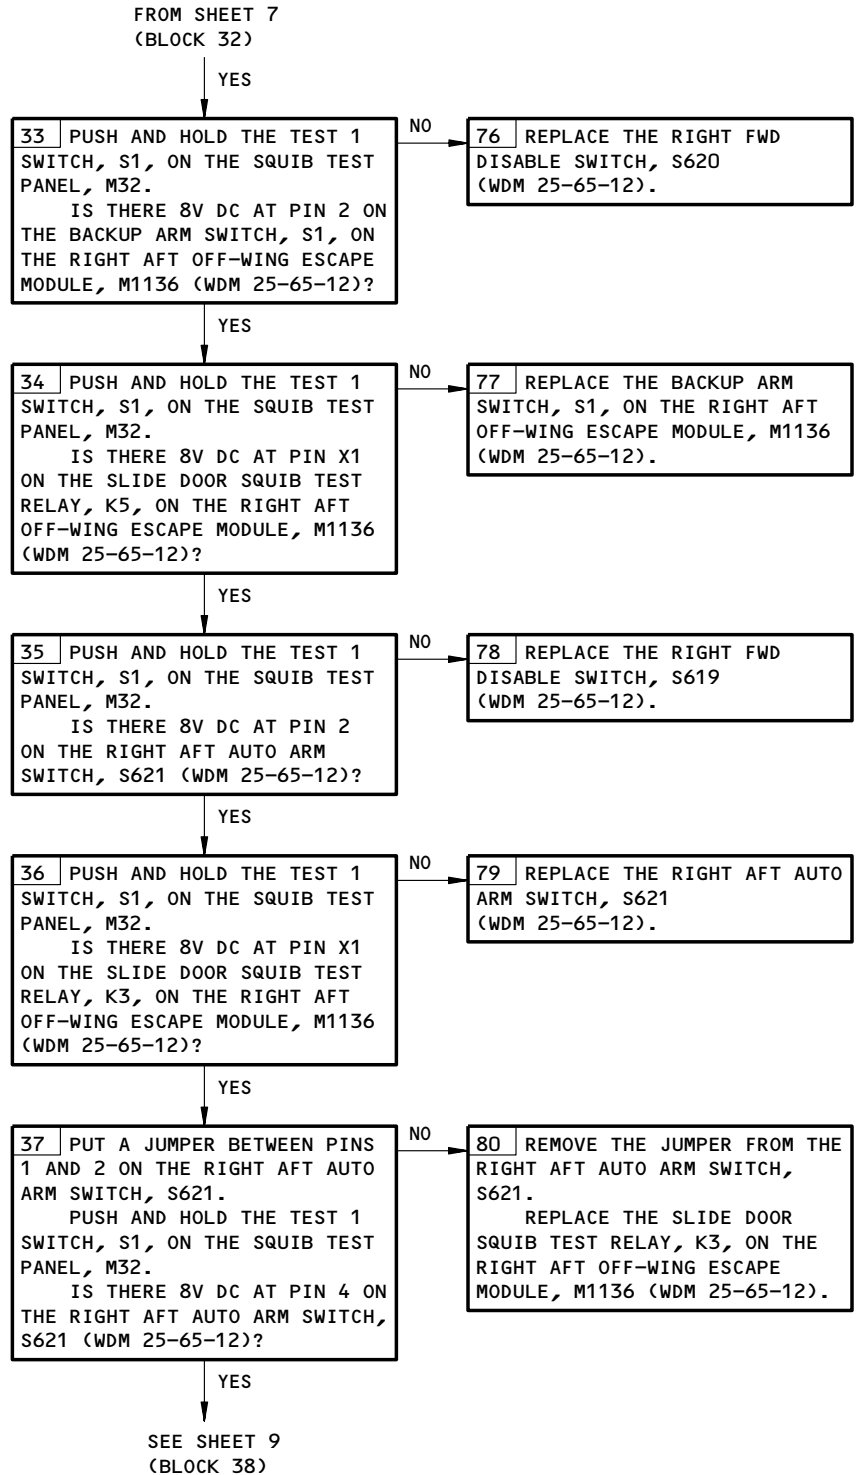 FROM SHEET 7
(BLOCK 32)
YES
33 PUSH AND HOLD THE TEST 1
SWITCH, S1, ON THE SQUIB TEST
PANEL, M32.
IS THERE 8V DC AT PIN 2 ON
THE BACKUP ARM SWITCH, S1, ON
THE RIGHT AFT OFF-WING ESCAPE
MODULE, M1136 (WDM 25-65-12)?
NO
76 REPLACE THE RIGHT FWD
DISABLE SWITCH, S620
(WDM 25-65-12).
YES
34 PUSH AND HOLD THE TEST 1
SWITCH, S1, ON THE SQUIB TEST
PANEL, M32.
IS THERE 8V DC AT PIN X1
ON THE SLIDE DOOR SQUIB TEST
RELAY, K5, ON THE RIGHT AFT
OFF-WING ESCAPE MODULE, M1136
(WDM 25-65-12)?
NO
77 REPLACE THE BACKUP ARM
SWITCH, S1, ON THE RIGHT AFT
OFF-WING ESCAPE MODULE, M1136
(WDM 25-65-12).
YES
35 PUSH AND HOLD THE TEST 1
SWITCH, S1, ON THE SQUIB TEST
PANEL, M32.
IS THERE 8V DC AT PIN 2
ON THE RIGHT AFT AUTO ARM
SWITCH, S621 (WDM 25-65-12)?
NO
78 REPLACE THE RIGHT FWD
DISABLE SWITCH, S619
(WDM 25-65-12).
YES
36 PUSH AND HOLD THE TEST 1
SWITCH, S1, ON THE SQUIB TEST
PANEL, M32.
IS THERE 8V DC AT PIN X1
ON THE SLIDE DOOR SQUIB TEST
RELAY, K3, ON THE RIGHT AFT
OFF-WING ESCAPE MODULE, M1136
(WDM 25-65-12)?
NO
79 REPLACE THE RIGHT AFT AUTO
ARM SWITCH, S621
(WDM 25-65-12).
YES
37 PUT A JUMPER BETWEEN PINS
1 AND 2 ON THE RIGHT AFT AUTO
ARM SWITCH, S621.
PUSH AND HOLD THE TEST 1
SWITCH, S1, ON THE SQUIB TEST
PANEL, M32.
IS THERE 8V DC AT PIN 4 ON
THE RIGHT AFT AUTO ARM SWITCH,
S621 (WDM 25-65-12)?
NO
80 REMOVE THE JUMPER FROM THE
RIGHT AFT AUTO ARM SWITCH,
S621.
REPLACE THE SLIDE DOOR
SQUIB TEST RELAY, K3, ON THE
RIGHT AFT OFF-WING ESCAPE
MODULE, M1136 (WDM 25-65-12).
YES
SEE SHEET 9
(BLOCK 38)